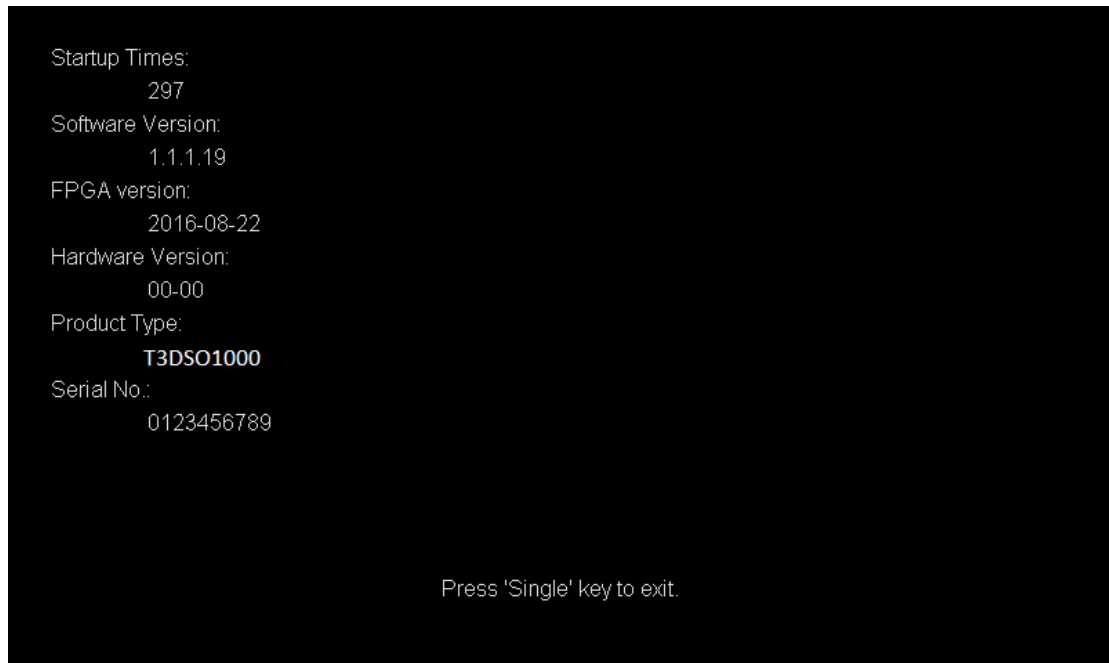 Startup Times:
297
Software Version:
1.1.1.19
FPGA version:
2016-08-22
Hardware Version:
00-00
Product Type:
T3DSO1000
Serial No.:
0123456789
Press 'Single' key to exit.